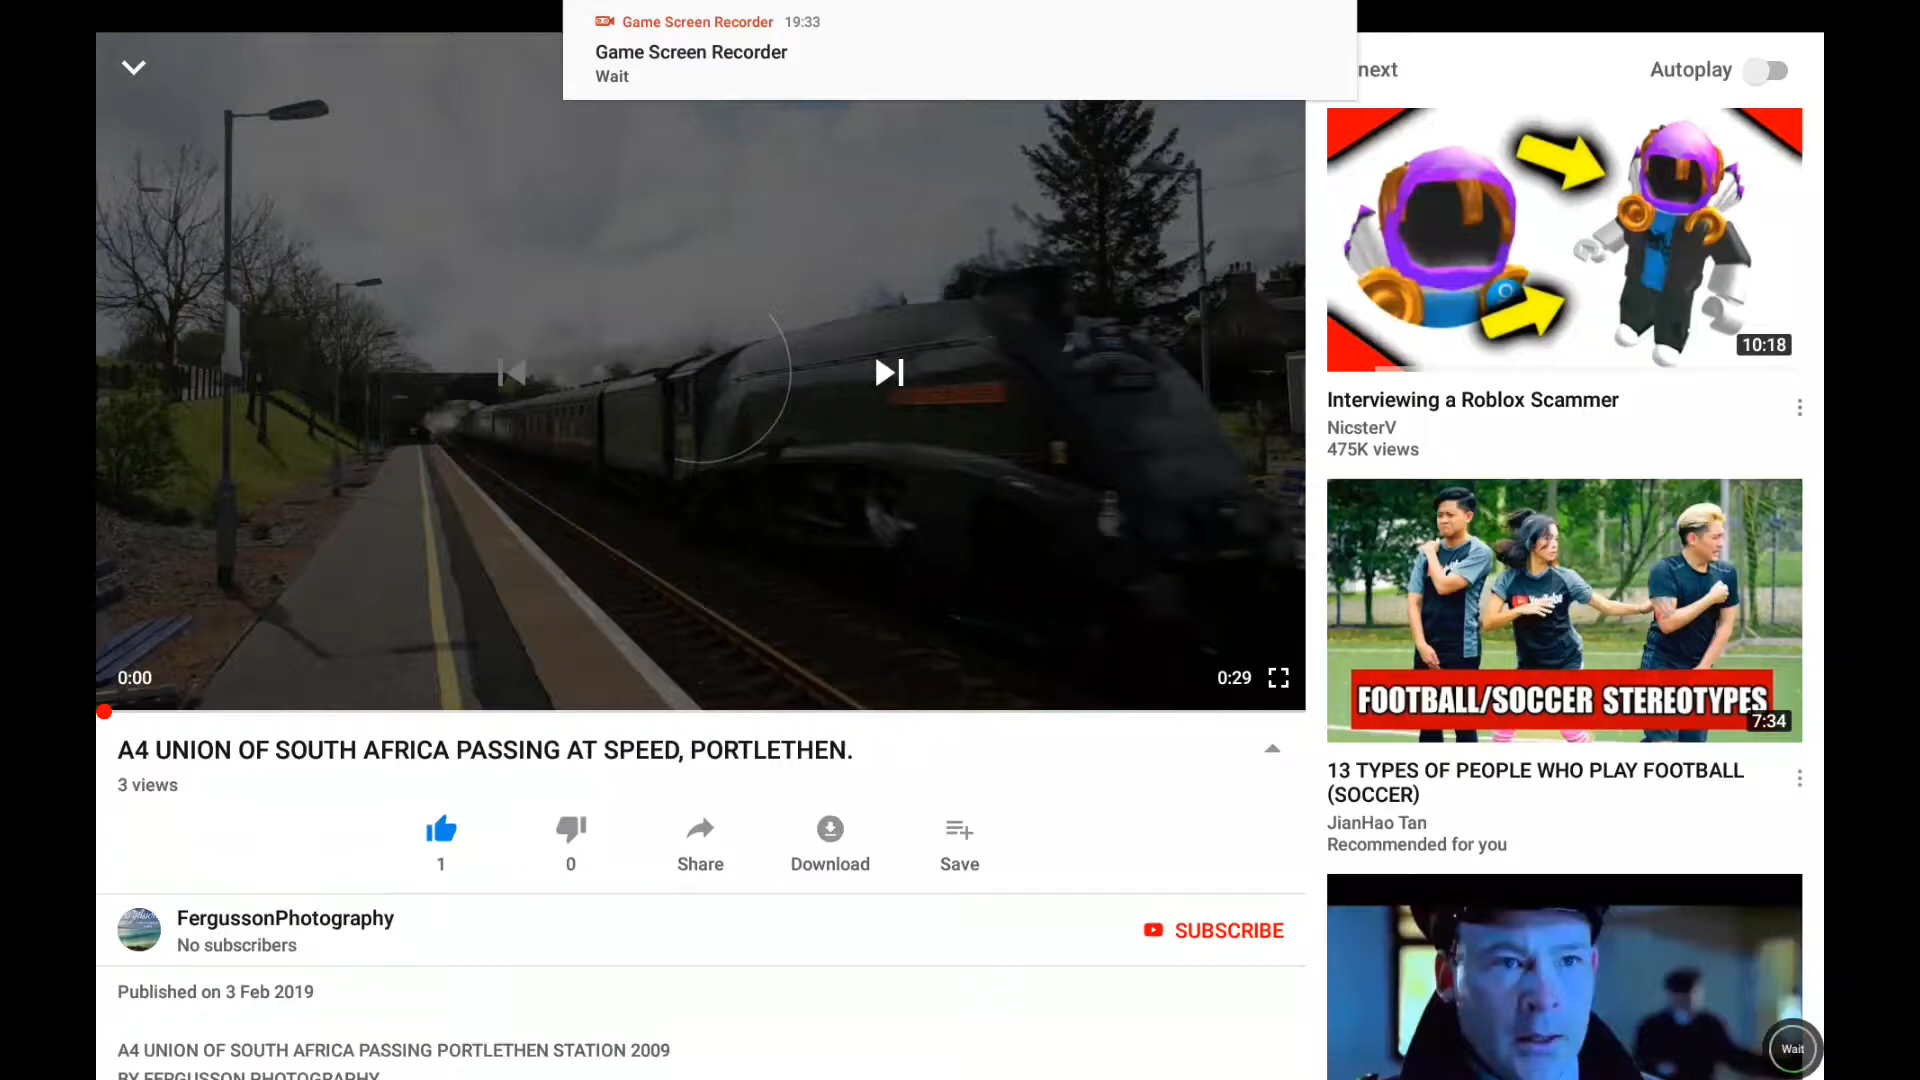 Game Screen Recorder 19:33
Game Screen Recorder
Wait
next
Autoplay
10:18
Interviewing a Roblox Scammer
NicsterV
475K views
FOOTBALL/SOCCER STEREOTYPES
7:34
13 TYPES OF PEOPLE WHO PLAY FOOTBALL
(SOCCER)
JianHao Tan
Recommended for you
Wait
0:00
0:29
A4 UNION OF SOUTH AFRICA PASSING AT SPEED, PORTLETHEN.
3 views
1
0
Share
Download
Save
FergussonPhotography
No subscribers
SUBSCRIBE
Published on 3 Feb 2019
A4 UNION OF SOUTH AFRICA PASSING PORTLETHEN STATION 2009
BY FERGUSSON PHOTOGRAPHY